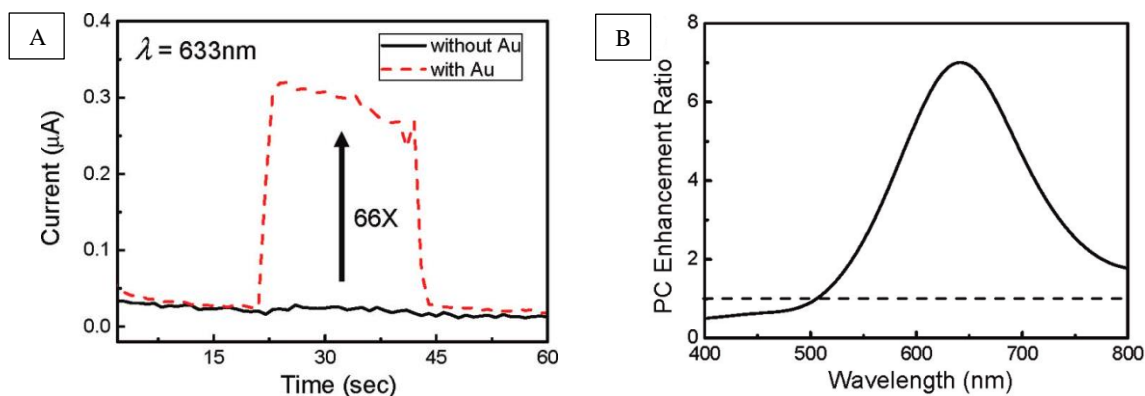 A
λ = 633nm
without Au
with Au
66X
Current (μA)
0.4
0.3
0.2
0.1
0.0
15
30
45
60
Time (sec)
B
PC Enhancement Ratio
8
6
4
2
0
400
500
600
700
800
Wavelength (nm)